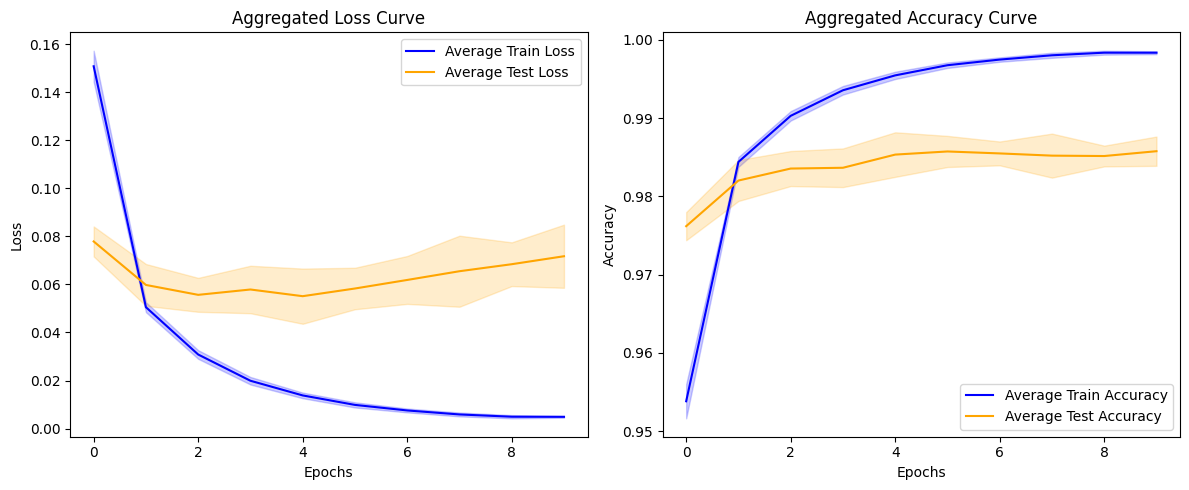 Aggregated Loss Curve
0.16
0.14
0.12
0.10
0.08
0.06
0.04
0.02
0.00
Loss
Average Train Loss
Average Test Loss
0
2
4
6
8
Epochs
Aggregated Accuracy Curve
1.00
0.99
0.98
0.97
0.96
0.95
Accuracy
Average Train Accuracy
Average Test Accuracy
0
2
4
6
8
Epochs